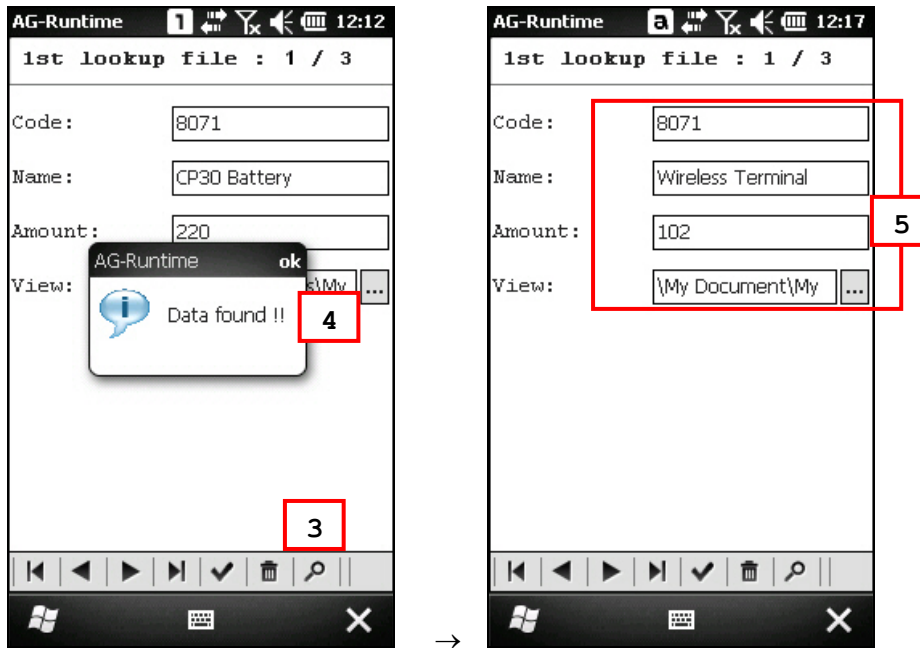 AG-Runtime 1 12:12
1st lookup file : 1 / 3
Code: 8071
Name: CP30 Battery
Amount: 220
AG-Runtime ok
View: s\My ...
Data found !!
4
3
→
AG-Runtime a 12:17
1st lookup file : 1 / 3
Code: 8071
Name: Wireless Terminal
Amount: 102
5
View: \My Document\My ...